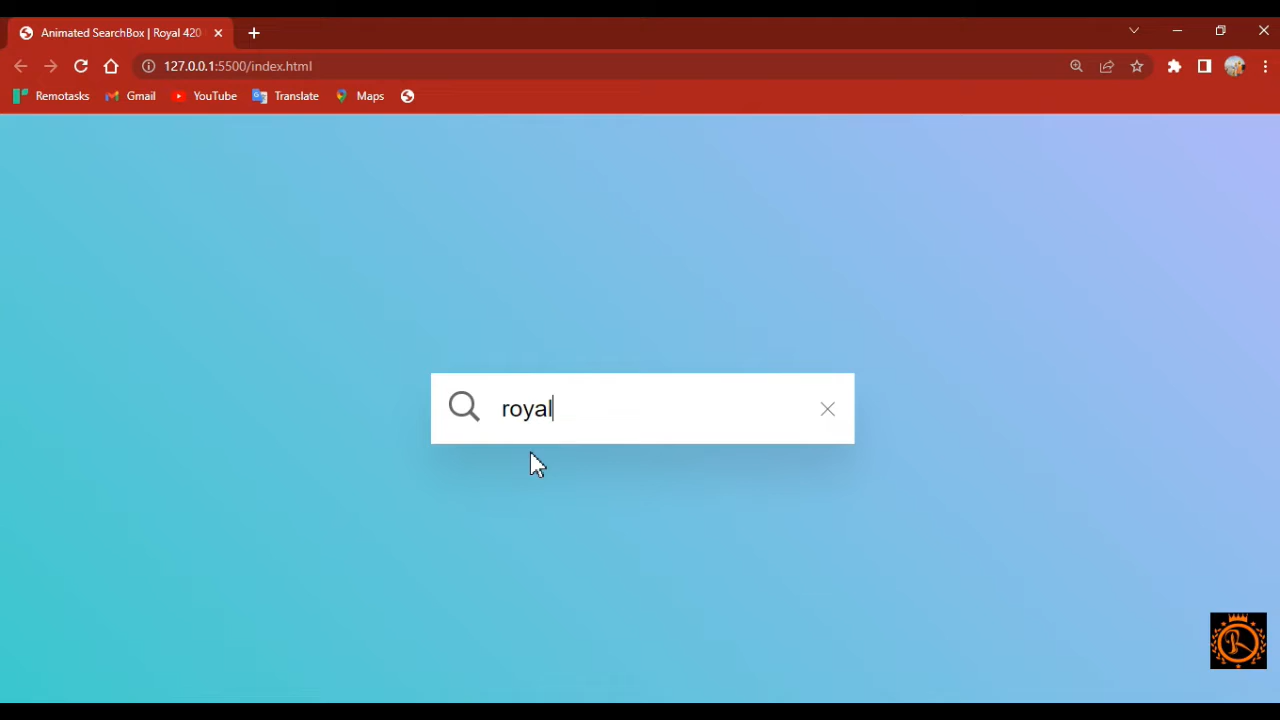 Animated SearchBox | Royal 420
127.0.0.1:5500/index.html
Remotasks Gmail YouTube Translate Maps
royal